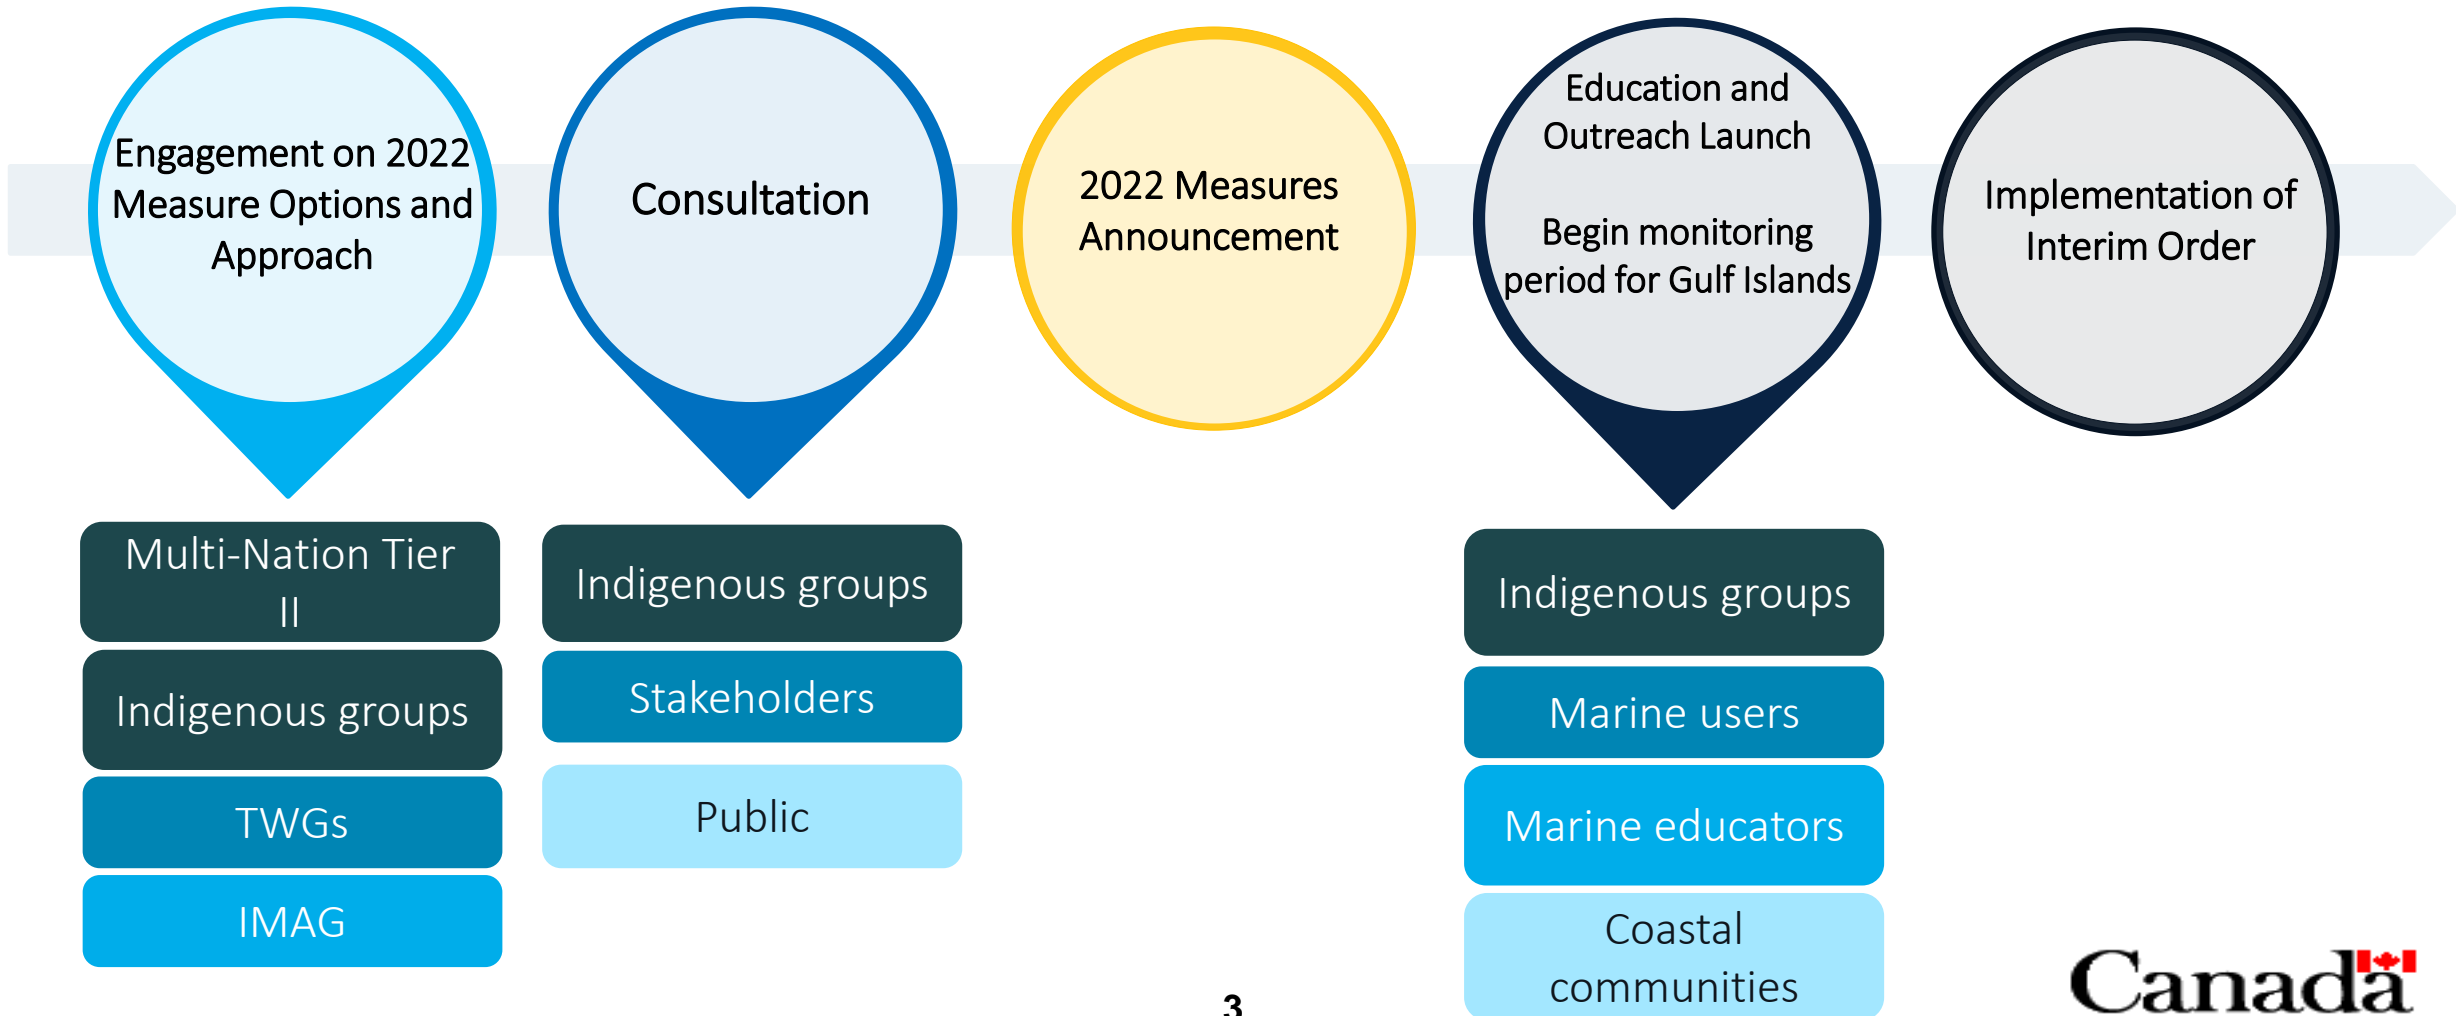 Engagement on 2022
Measure Options and
Approach
Consultation
2022 Measures
Announcement
Education and
Outreach Launch
Begin monitoring
period for Gulf Islands
Implementation of
Interim Order
Multi-Nation Tier
II
Indigenous groups
TWGs
IMAG
Indigenous groups
Stakeholders
Public
Indigenous groups
Marine users
Marine educators
Coastal
communities
3
Canada